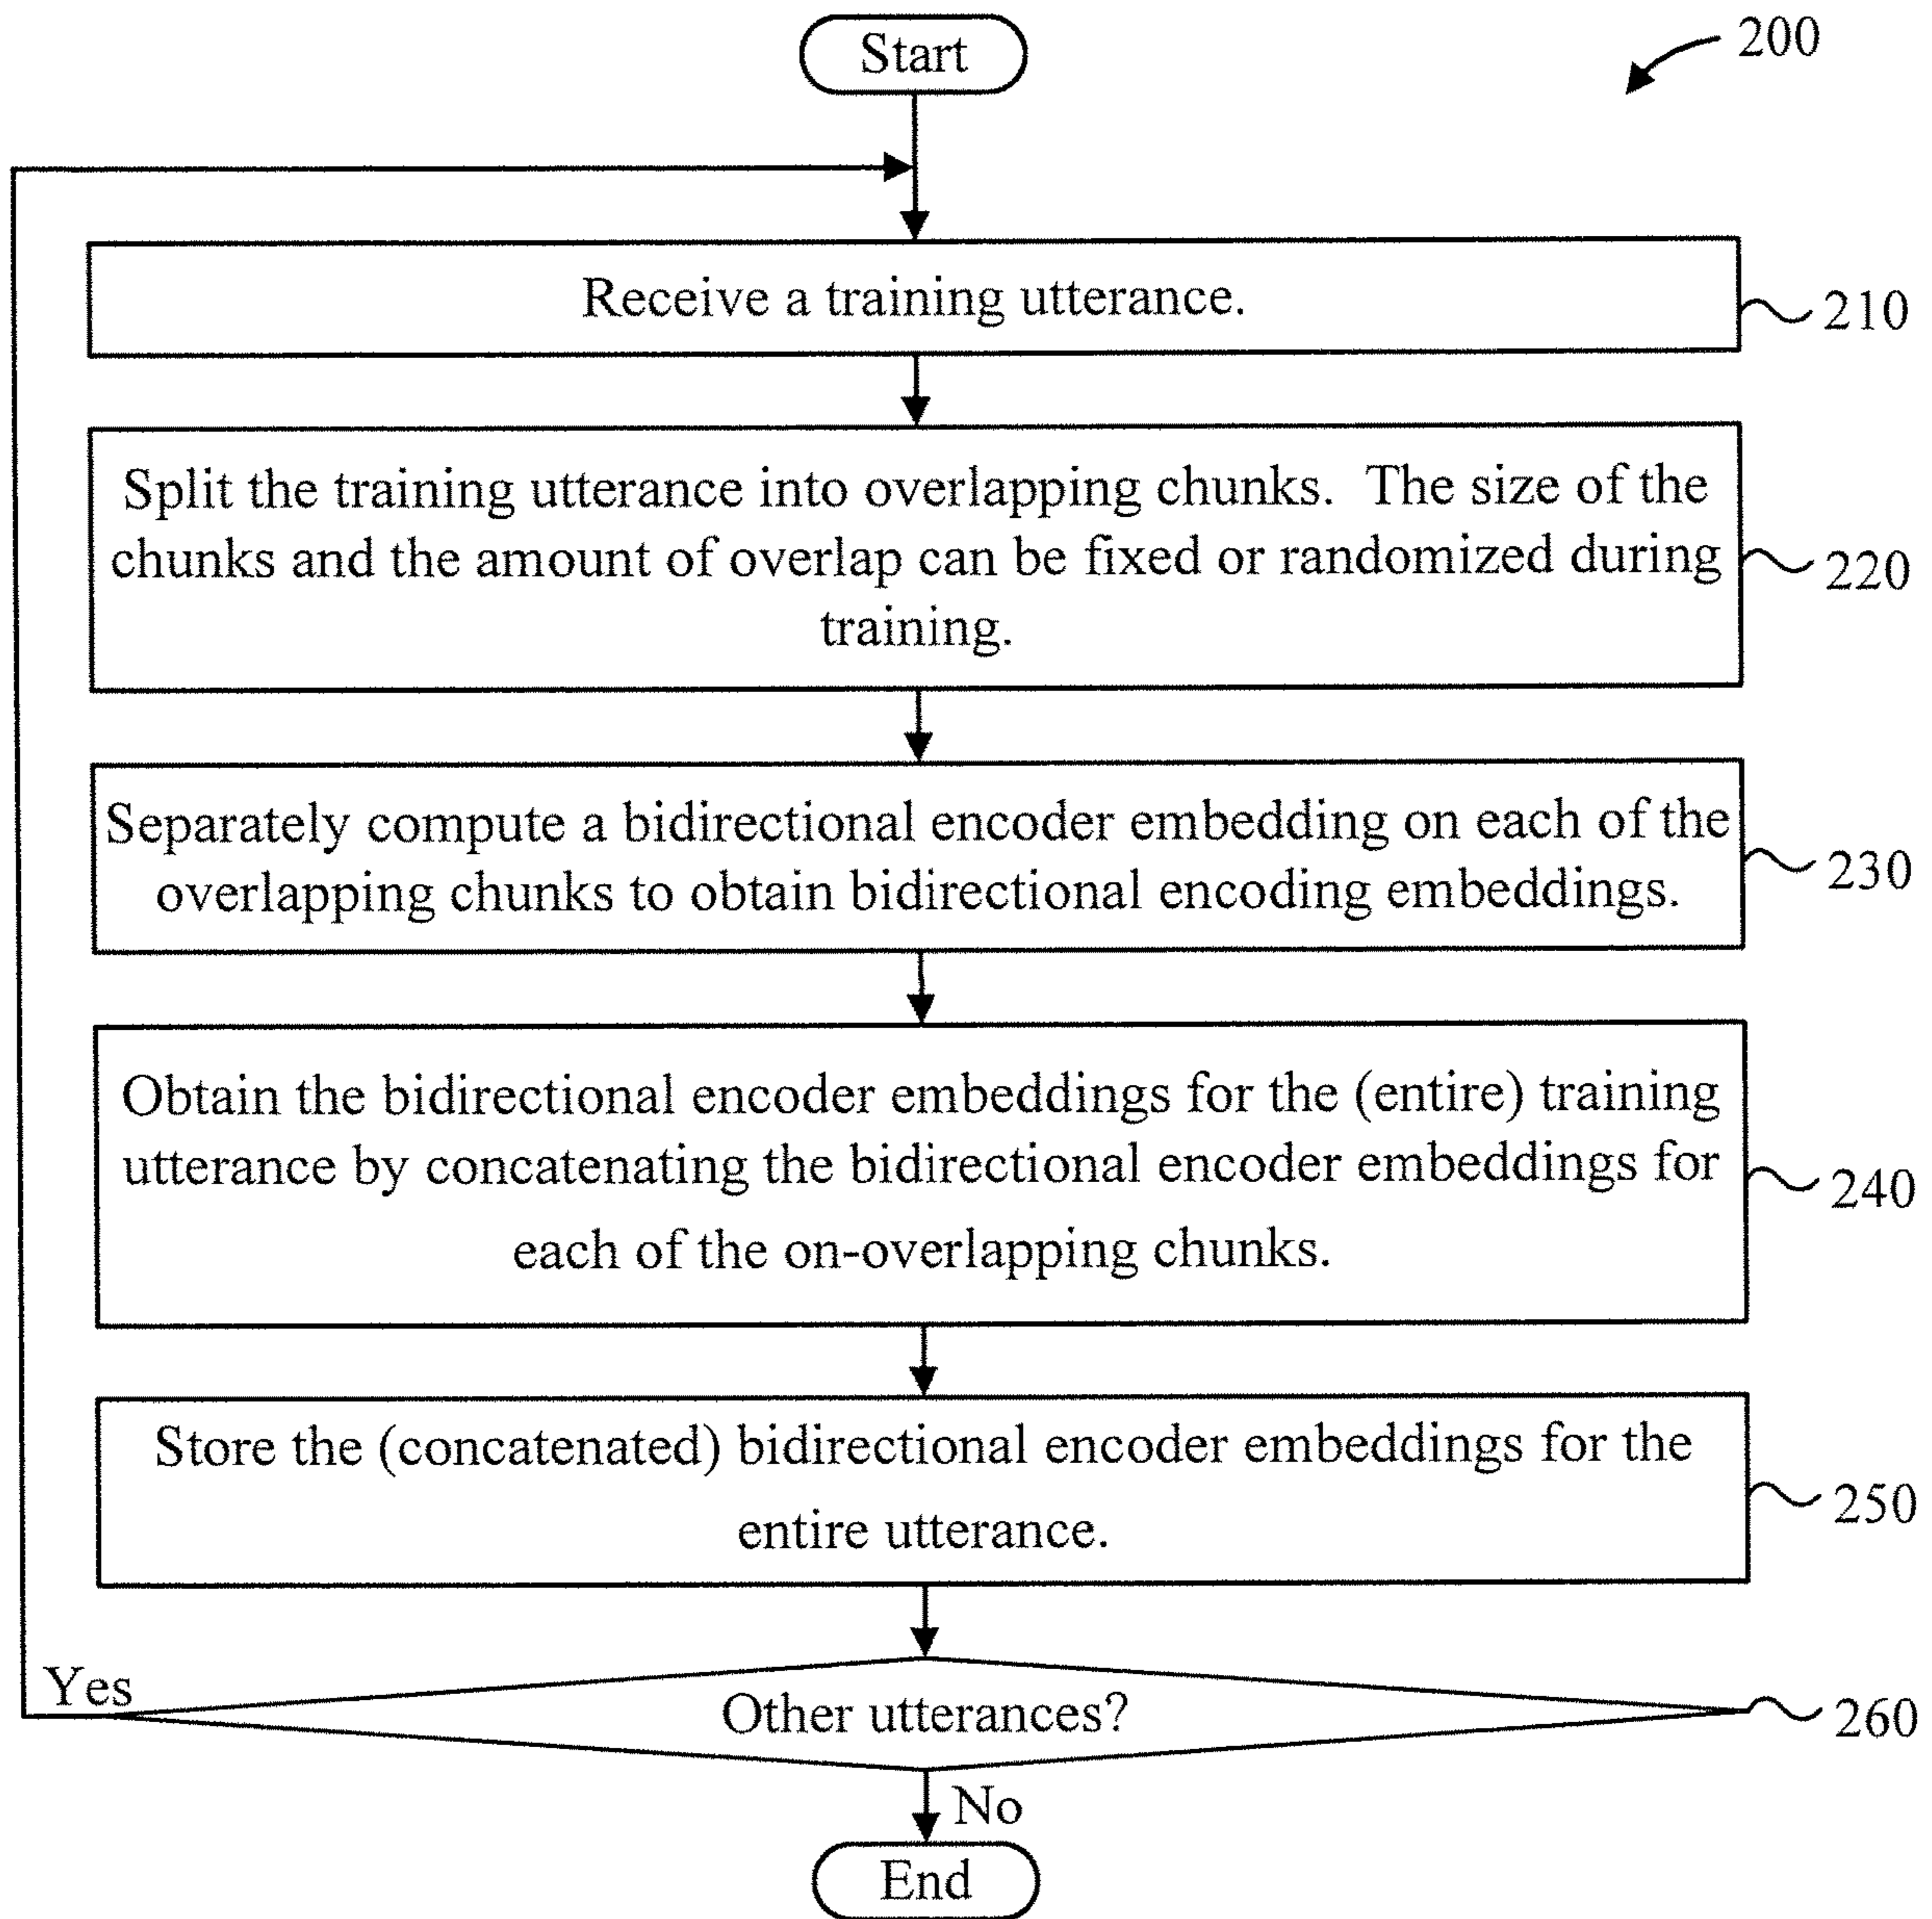 Start
200
Receive a training utterance.
210
Split the training utterance into overlapping chunks. The size of the
chunks and the amount of overlap can be fixed or randomized during
training.
220
Separately compute a bidirectional encoder embedding on each of the
overlapping chunks to obtain bidirectional encoding embeddings.
230
Obtain the bidirectional encoder embeddings for the (entire) training
utterance by concatenating the bidirectional encoder embeddings for
each of the on-overlapping chunks.
240
Store the (concatenated) bidirectional encoder embeddings for the
entire utterance.
250
Yes
Other utterances?
260
No
End